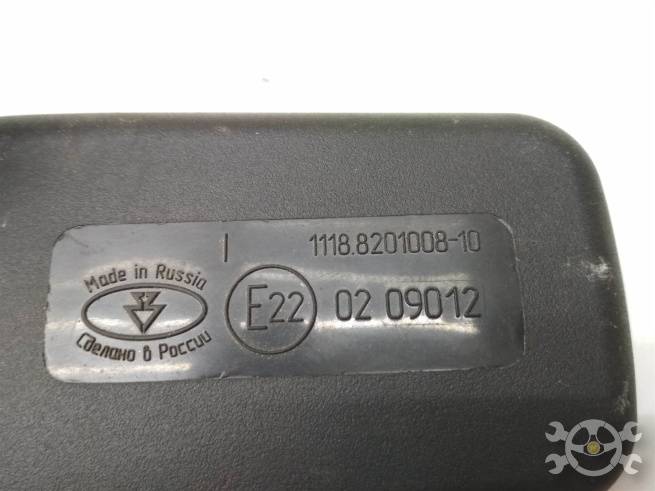 I 1118.8201008-10
Made in Russia
E22 02 09012
Сделано в России